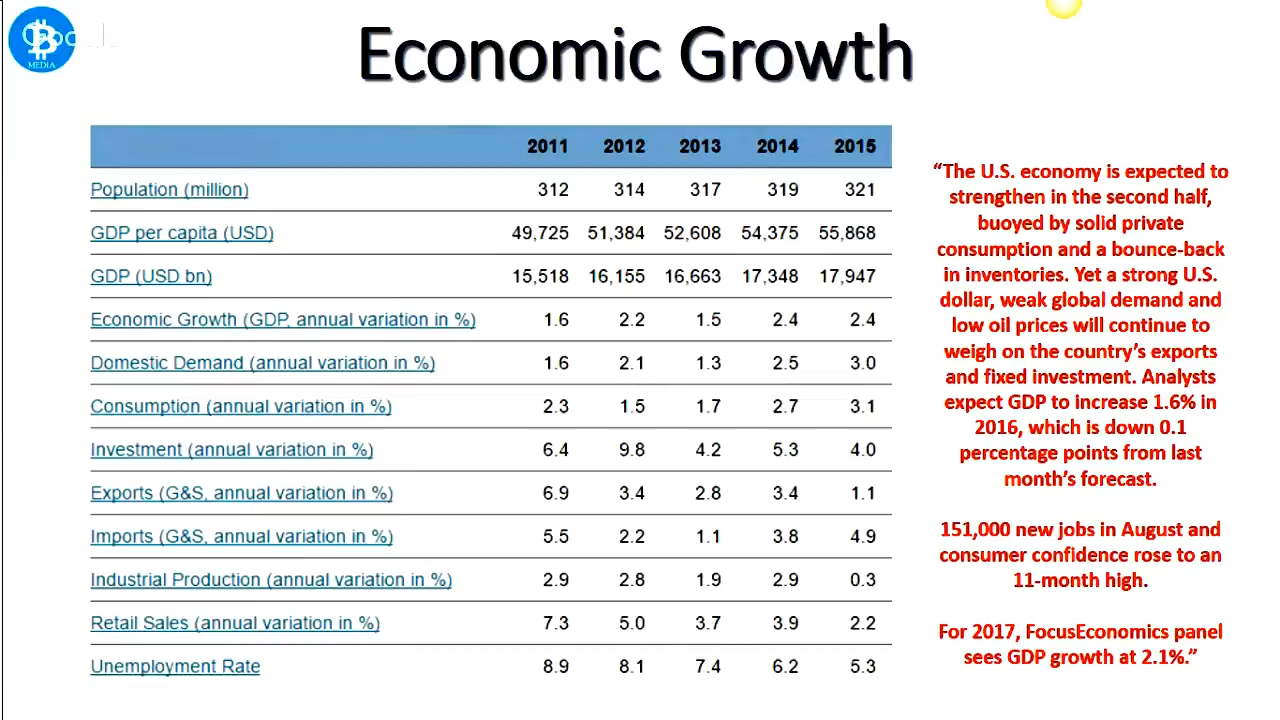 MEDIA
Economic Growth
2011 2012 2013 2014 2015
Population (million) 312 314 317 319 321
GDP per capita (USD) 49,725 51,384 52,608 54,375 55,868
GDP (USD bn) 15,518 16,155 16,663 17,348 17,947
Economic Growth (GDP, annual variation in %) 1.6 2.2 1.5 2.4 2.4
Domestic Demand (annual variation in %) 1.6 2.1 1.3 2.5 3.0
Consumption (annual variation in %) 2.3 1.5 1.7 2.7 3.1
Investment (annual variation in %) 6.4 9.8 4.2 5.3 4.0
Exports (G&S, annual variation in %) 6.9 3.4 2.8 3.4 1.1
Imports (G&S, annual variation in %) 5.5 2.2 1.1 3.8 4.9
Industrial Production (annual variation in %) 2.9 2.8 1.9 2.9 0.3
Retail Sales (annual variation in %) 7.3 5.0 3.7 3.9 2.2
Unemployment Rate 8.9 8.1 7.4 6.2 5.3
“The U.S. economy is expected to
strengthen in the second half,
buoyed by solid private
consumption and a bounce-back
in inventories. Yet a strong U.S.
dollar, weak global demand and
low oil prices will continue to
weigh on the country’s exports
and fixed investment. Analysts
expect GDP to increase 1.6% in
2016, which is down 0.1
percentage points from last
month’s forecast.
151,000 new jobs in August and
consumer confidence rose to an
11-month high.
For 2017, FocusEconomics panel
sees GDP growth at 2.1%.”